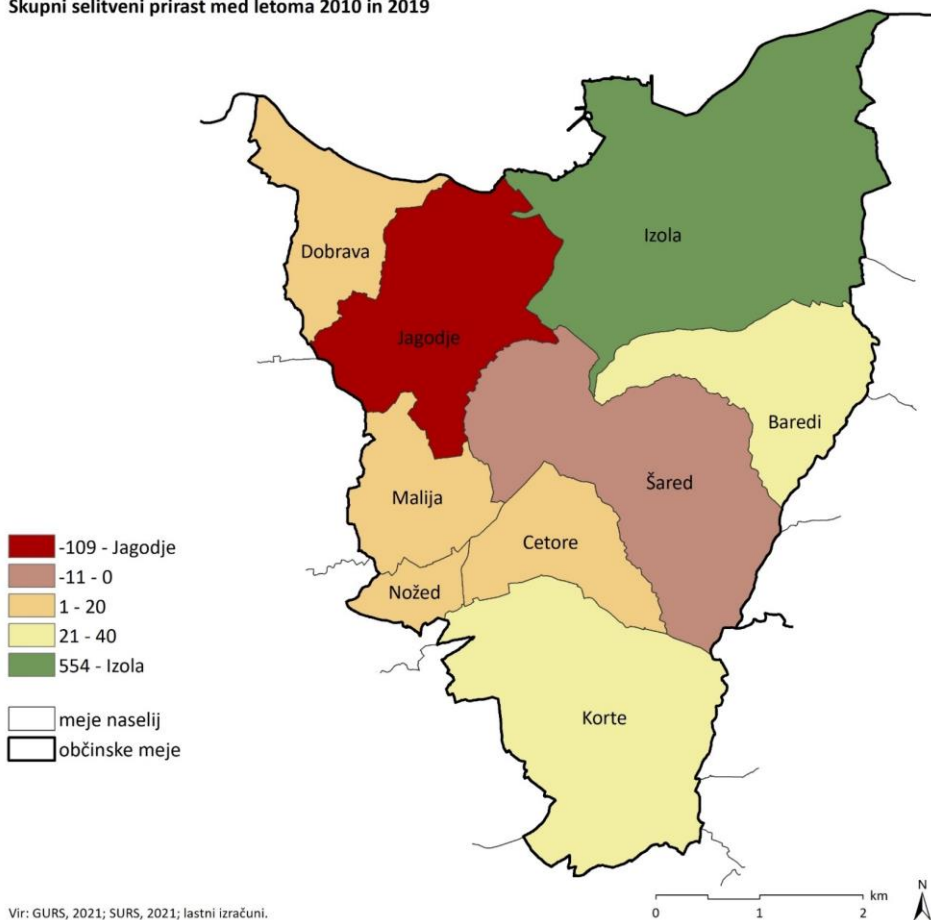 Skupni selitveni prirast med letoma 2010 in 2019
Izola
Dobrava
Jagodje
Baredi
Šared
Malija
Cetore
Nožed
Korte
-109 - Jagodje
-11 - 0
1 - 20
21 - 40
554 - Izola
meje naselij
občinske meje
Vir: GURS, 2021; SURS, 2021; lastni izračuni.
km
0 1 2
N